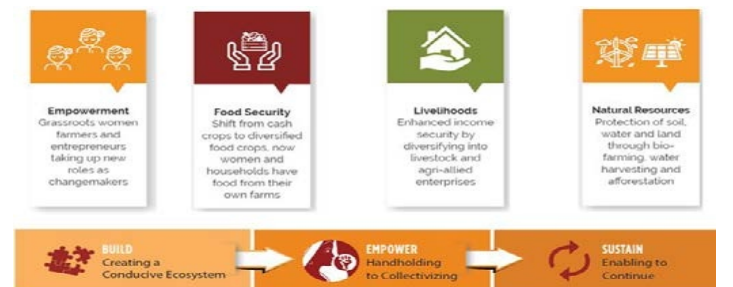 Empowerment
Grassroots women
farmers and
entrepreneurs
taking up new
roles as
changemakers
Food Security
Shift from cash
crops to diversified
food crops, now
women and
households have
food from their
own farms
Livelihoods
Enhanced income
security by
diversifying into
livestock and
agri-allied
enterprises
Natural Resources
Protection of soil,
water and land
through bio-
farming, water
harvesting and
afforestation
BUILD
Creating a
Conducive Ecosystem
EMPOWER
Handholding
to Collectivizing
SUSTAIN
Enabling to
Continue